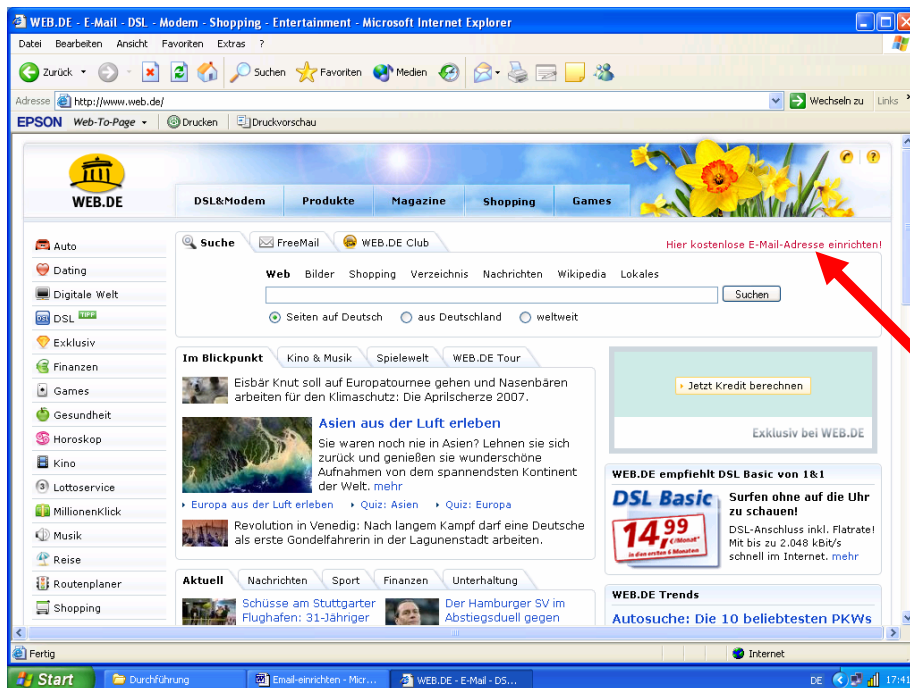 WEB.DE - E-Mail - DSL - Modem - Shopping - Entertainment - Microsoft Internet Explorer
Datei Bearbeiten Ansicht Favoriten Extras ?
Zurück Suchen Favoriten Medien
Adresse http://www.web.de/ Wechseln zu Links
EPSON Web-To-Page Drucken Druckvorschau
WEB.DE
DSL&Modem Produkte Magazine Shopping Games
Suche FreeMail WEB.DE Club
Hier kostenlose E-Mail-Adresse einrichten!
Web Bilder Shopping Verzeichnis Nachrichten Wikipedia Lokales
Suchen
Seiten auf Deutsch aus Deutschland weltweit
Auto
Dating
Digitale Welt
DSL TIPP
Exklusiv
Finanzen
Games
Gesundheit
Horoskop
Kino
Lottoservice
MillionenKlick
Musik
Reise
Routenplaner
Shopping
Im Blickpunkt Kino & Musik Spielewelt WEB.DE Tour
Eisbär Knut soll auf Europatournee gehen und Nasenbären
arbeiten für den Klimaschutz: Die Aprilscherze 2007.
Asien aus der Luft erleben
Sie waren noch nie in Asien? Lehnen sie sich
zurück und genießen sie wunderschöne
Aufnahmen von dem spannendsten Kontinent
der Welt. mehr
Europa aus der Luft erleben Quiz: Asien Quiz: Europa
Revolution in Venedig: Nach langem Kampf darf eine Deutsche
als erste Gondelfahrerin in der Lagunenstadt arbeiten.
Aktuell Nachrichten Sport Finanzen Unterhaltung
Schüsse am Stuttgarter
Flughafen: 31-Jähriger
Der Hamburger SV im
Abstiegsduell gegen
Jetzt Kredit berechnen
Exklusiv bei WEB.DE
WEB.DE empfiehlt DSL Basic von 1&1
DSL Basic
14,99
€/Monat*
in den ersten 6 Monaten
Surfen ohne auf die Uhr
zu schauen!
DSL-Anschluss inkl. Flatrate!
Mit bis zu 2.048 kBit/s
schnell im Internet. mehr
WEB.DE Trends
Autosuche: Die 10 beliebtesten PKWs
Fertig Internet
Start Durchführung Email-einrichten - Micr... WEB.DE - E-Mail - DS... DE 17:41